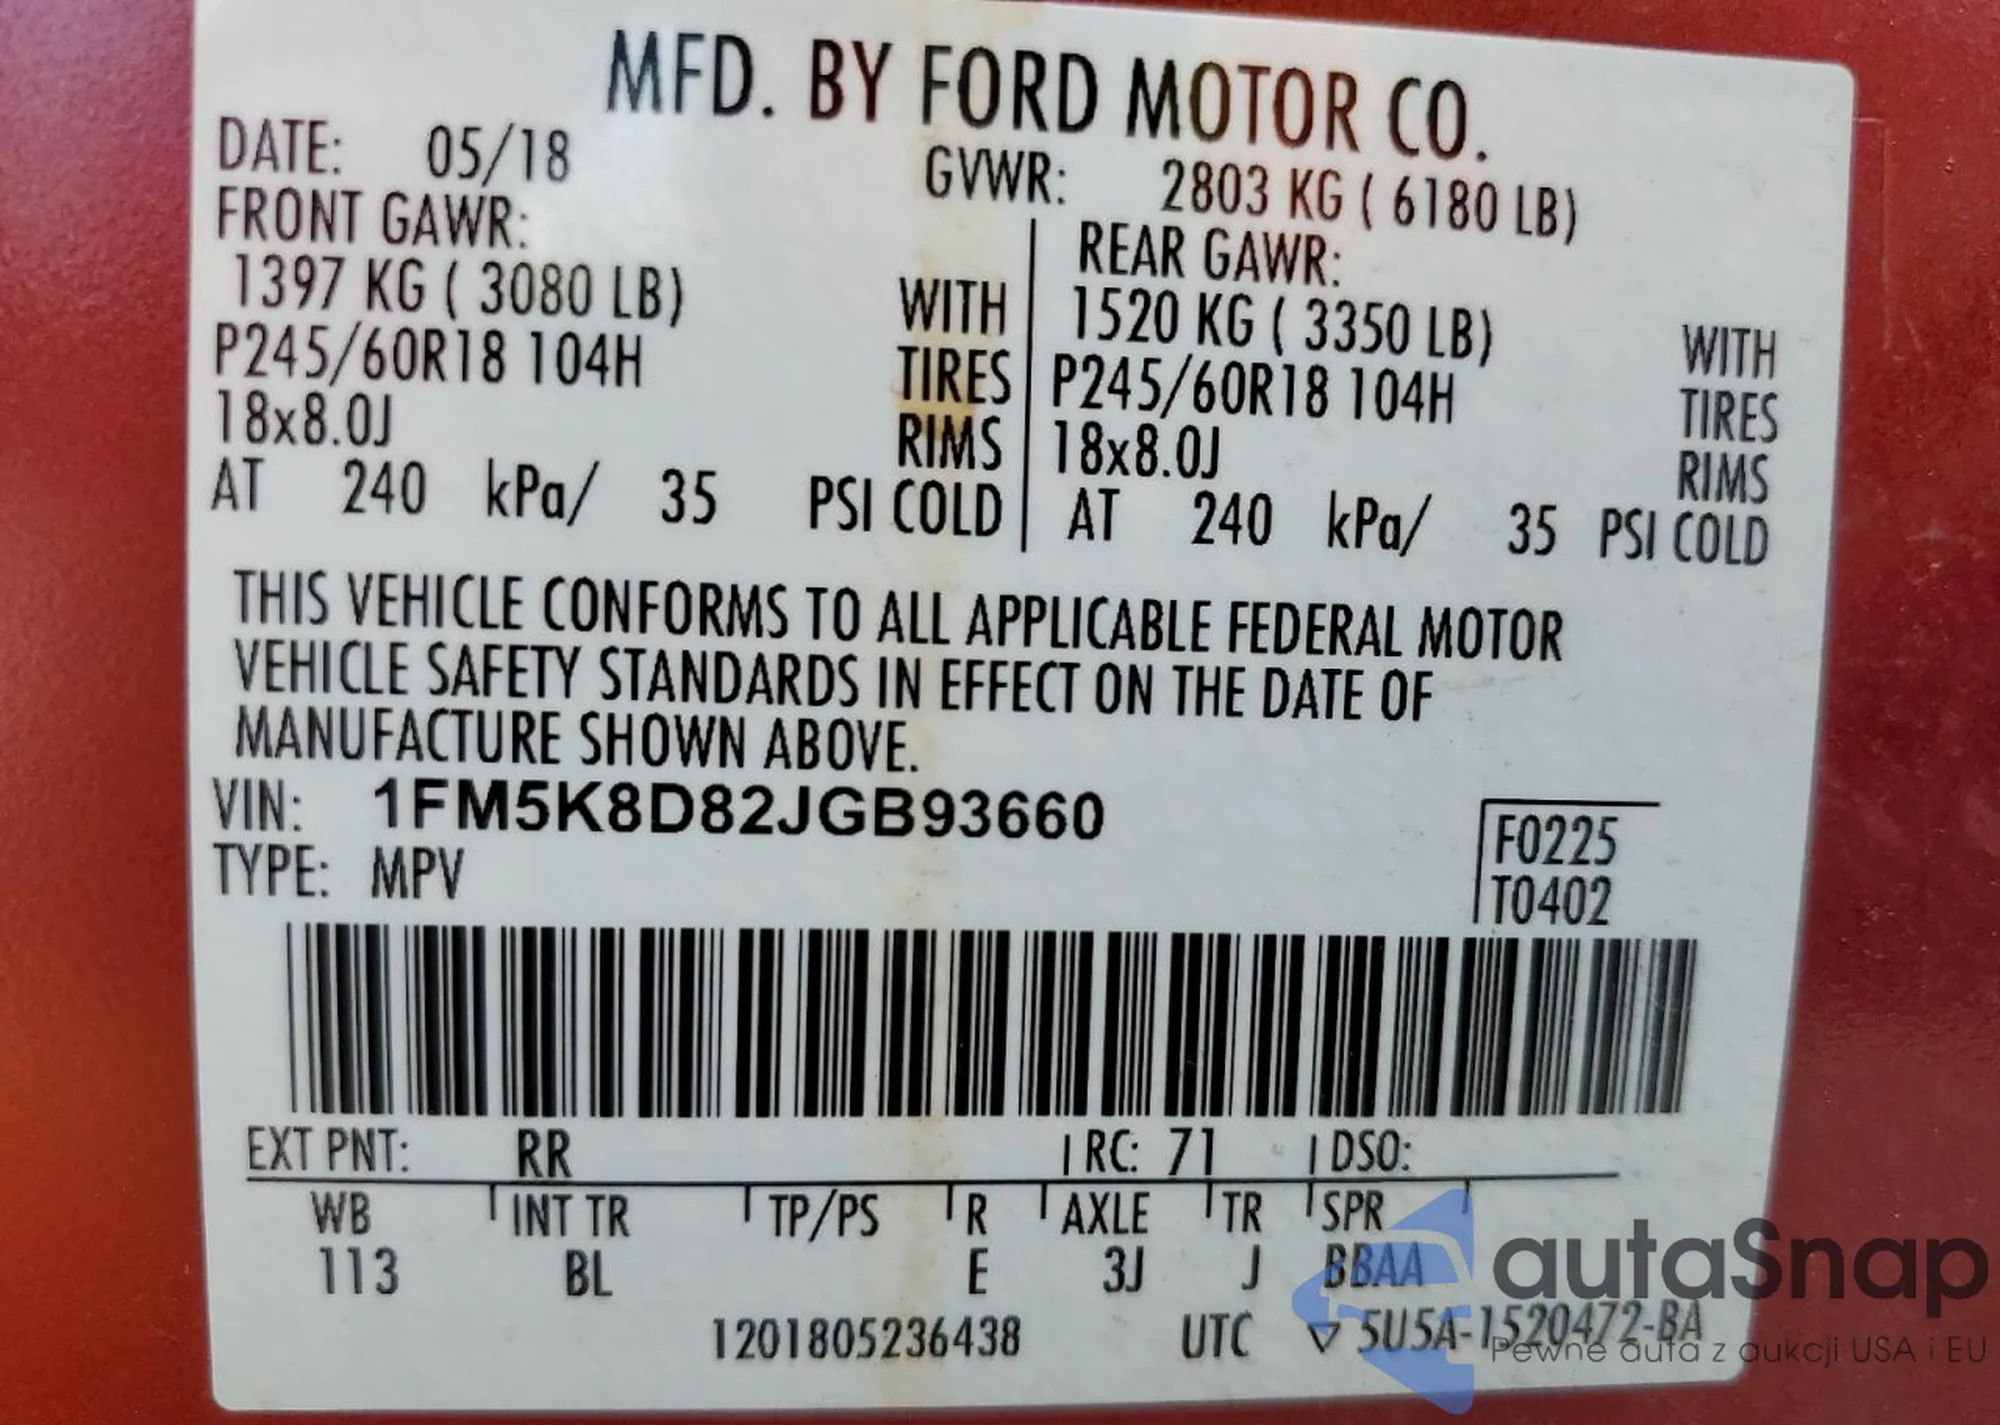 MFD. BY FORD MOTOR CO.
DATE: 05/18
GVWR: 2803 KG ( 6180 LB)
FRONT GAWR:
1397 KG ( 3080 LB) WITH
P245/60R18 104H TIRES
18x8.0J RIMS
AT 240 kPa/ 35 PSI COLD
REAR GAWR:
1520 KG ( 3350 LB) WITH
P245/60R18 104H TIRES
18x8.0J RIMS
AT 240 kPa/ 35 PSI COLD
THIS VEHICLE CONFORMS TO ALL APPLICABLE FEDERAL MOTOR
VEHICLE SAFETY STANDARDS IN EFFECT ON THE DATE OF
MANUFACTURE SHOWN ABOVE.
VIN: 1FM5K8D82JGB93660
TYPE: MPV
F0225
T0402
EXT PNT: RR RC: 71 DSO:
WB INT TR TP/PS R AXLE TR SPR
113 BL E 3J J BBAA
1201805236438 UTC ▽ 5U5A-1520472-BA
autaSnap
Pewne auta z aukcji USA i EU